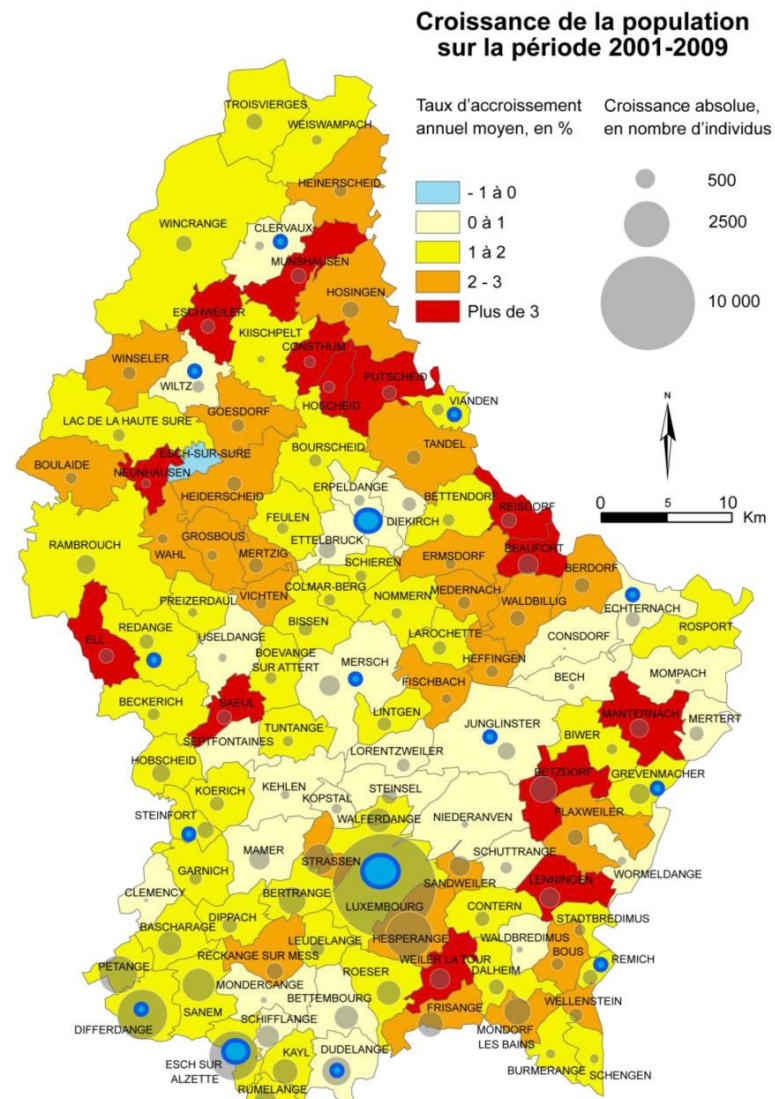 Croissance de la population
sur la période 2001-2009
Taux d'accroissement
annuel moyen, en %
- 1 à 0
0 à 1
1 à 2
2 - 3
Plus de 3
Croissance absolue,
en nombre d'individus
500
2500
10 000
N
0 5 10
Km
TROISVIERGES
WEISWAMPACH
HEINERSCHEID
WINCRANGE
CLERVAUX
MUNSHAUSEN
HOSINGEN
ESCHWEILER
KIISCHPELT
CONSTHUM
WINSELER
WILTZ
PUTSCHEID
HOSCHEID
VIANDEN
GOESDORF
LAC DE LA HAUTE SURE
TANDEL
BOURSCHEID
ESCH-SUR-SURE
BOULAIDE
NEUNHAUSEN
HEIDERSCHEID
ERPELDANGE
BETTENDORF
REISDORF
FEULEN
DIEKIRCH
ETTELBRUCK
GROSBOUS
WAHL
MERTZIG
RAMBROUCH
SCHIEREN
ERMSDORF
BEAUFORT
BERDORF
COLMAR-BERG
NOMMERN
MEDERNACH
WALDBILLIG
ECHTERNACH
PREIZERDAUL
VICHTEN
BISSEN
REDANGE
ELL
USELDANGE
BOEVANGE
SUR ATTERT
MERSCH
LAROCHETTE
CONSDORF
ROSPORT
HEFFINGEN
FISCHBACH
BECH
MOMPACH
BECKERICH
SAEUL
LINTGEN
MANTERNACH
MERTERT
TUNTANGE
JUNGLINSTER
SEPTFONTAINES
BIWER
LORENTZWEILER
HOBSCHEID
BETZDORF
GREVENMACHER
KEHLEN
KOERICH
KOPSTAL
STEINSEL
WALFERDANGE
NIEDERANVEN
FLAXWEILER
STEINFORT
MAMER
STRASSEN
SCHUTTRANGE
SANDWEILER
WORMELDANGE
GARNICH
LENNINGEN
CLEMENCY
BERTRANGE
LUXEMBOURG
CONTERN
STADTBREDIMUS
DIPPACH
BASCHARAGE
LEUDELANGE
HESPERANGE
WALDBREDIMUS
RECKANGE SUR MESS
WEILER LA TOUR
BOUS
REMICH
PETANGE
ROESER
DALHEIM
MONDERCANGE
SANEM
BETTEMBOURG
WELLENSTEIN
DIFFERDANGE
SCHIFFLANGE
FRISANGE
MONDORF
LES BAINS
KAYL
DUDELANGE
ESCH SUR
ALZETTE
BURMERANGE
SCHENGEN
RUMELANGE